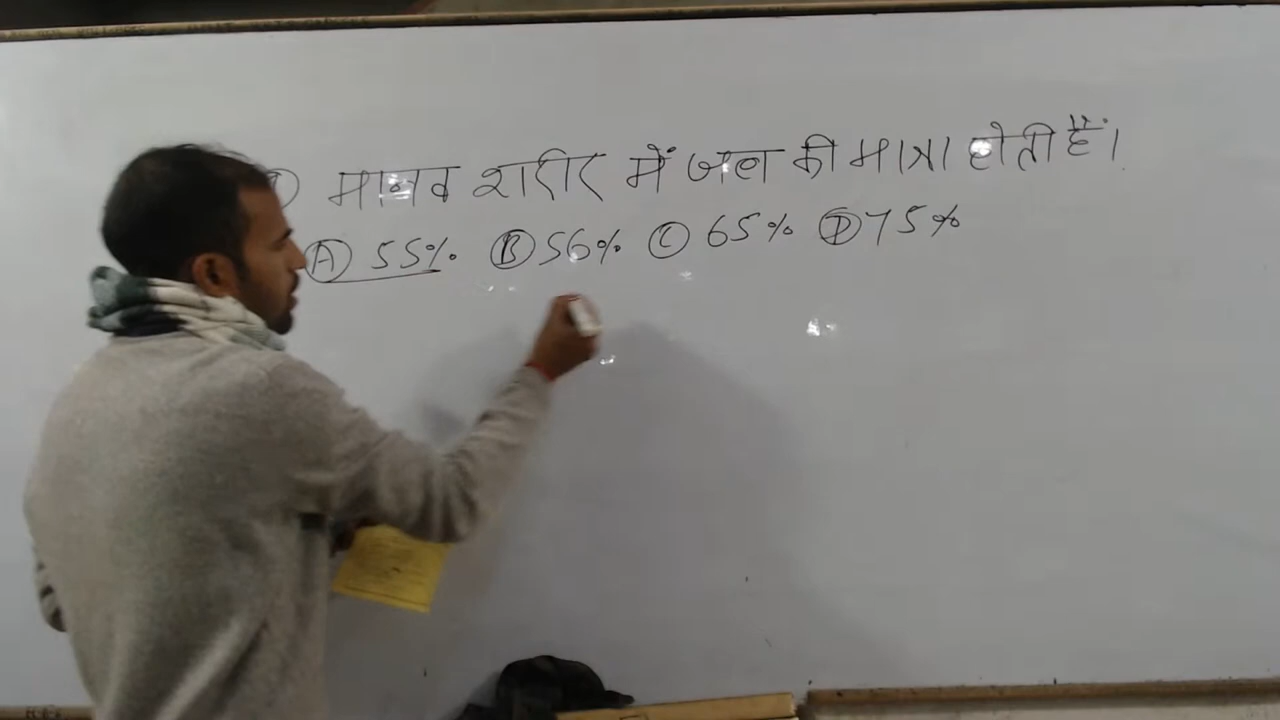 मानव शरीर में जल की मात्रा होती हैं।
(A) 55% (B) 56% (C) 65% (D) 75%